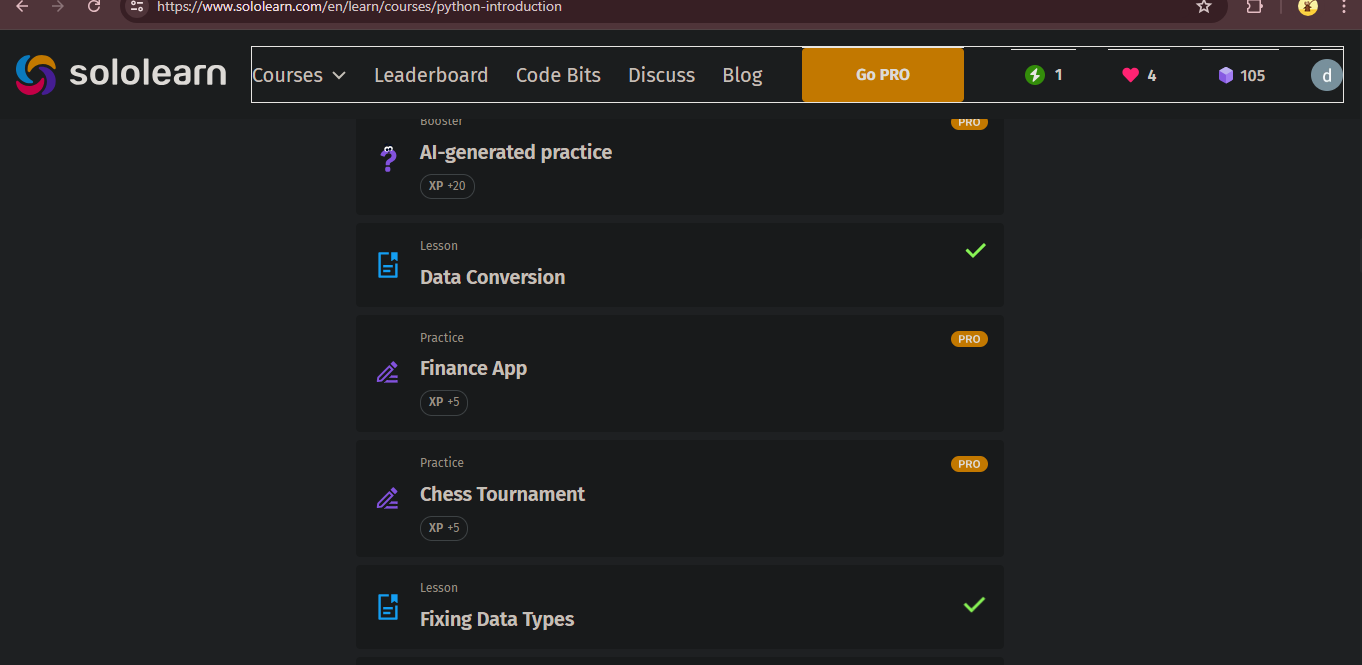 https://www.sololearn.com/en/learn/courses/python-introduction
sololearn
Courses Leaderboard Code Bits Discuss Blog Go PRO 1 4 105 d
Booster PRO
AI-generated practice
XP +20
Lesson
Data Conversion
Practice PRO
Finance App
XP +5
Practice PRO
Chess Tournament
XP +5
Lesson
Fixing Data Types